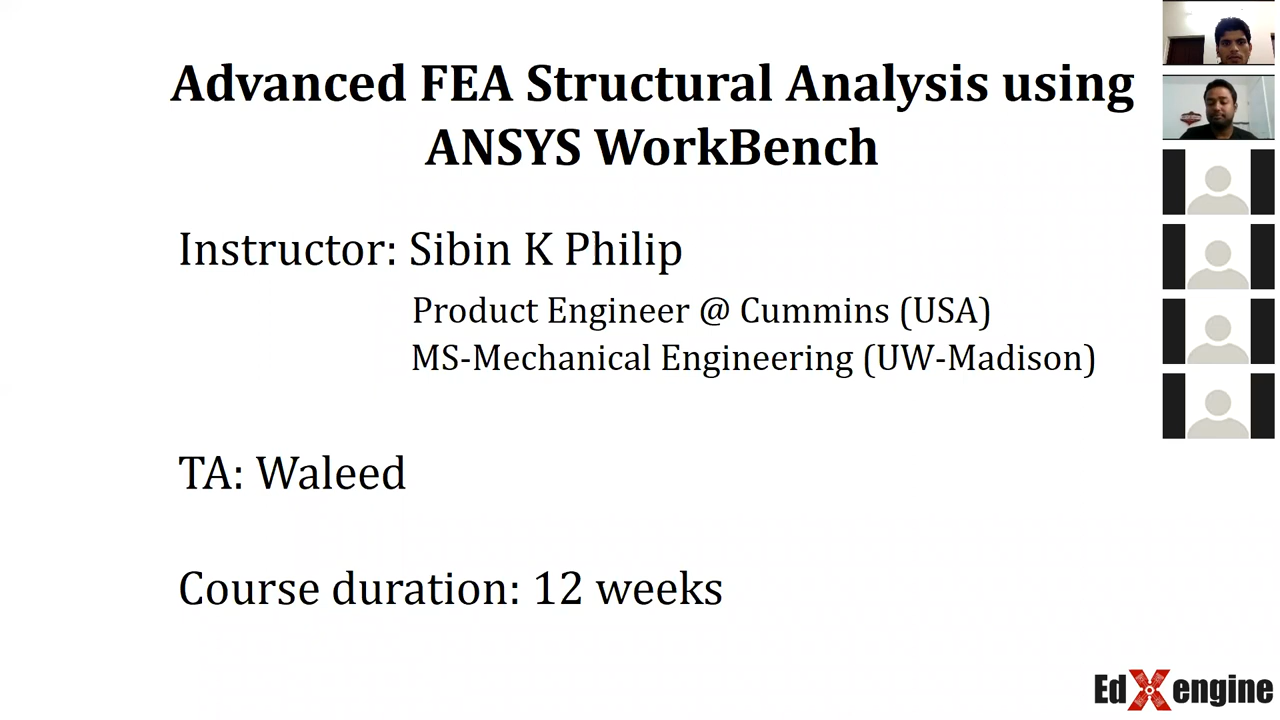 Advanced FEA Structural Analysis using
ANSYS WorkBench
Instructor: Sibin K Philip
Product Engineer @ Cummins (USA)
MS-Mechanical Engineering (UW-Madison)
TA: Waleed
Course duration: 12 weeks
EdXengine